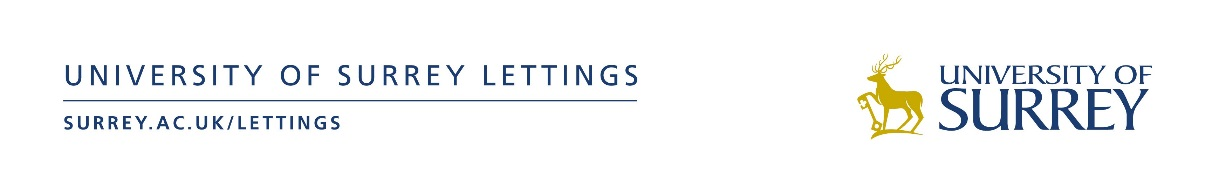 UNIVERSITY OF SURREY LETTINGS
SURREY.AC.UK/LETTINGS
UNIVERSITY OF
SURREY